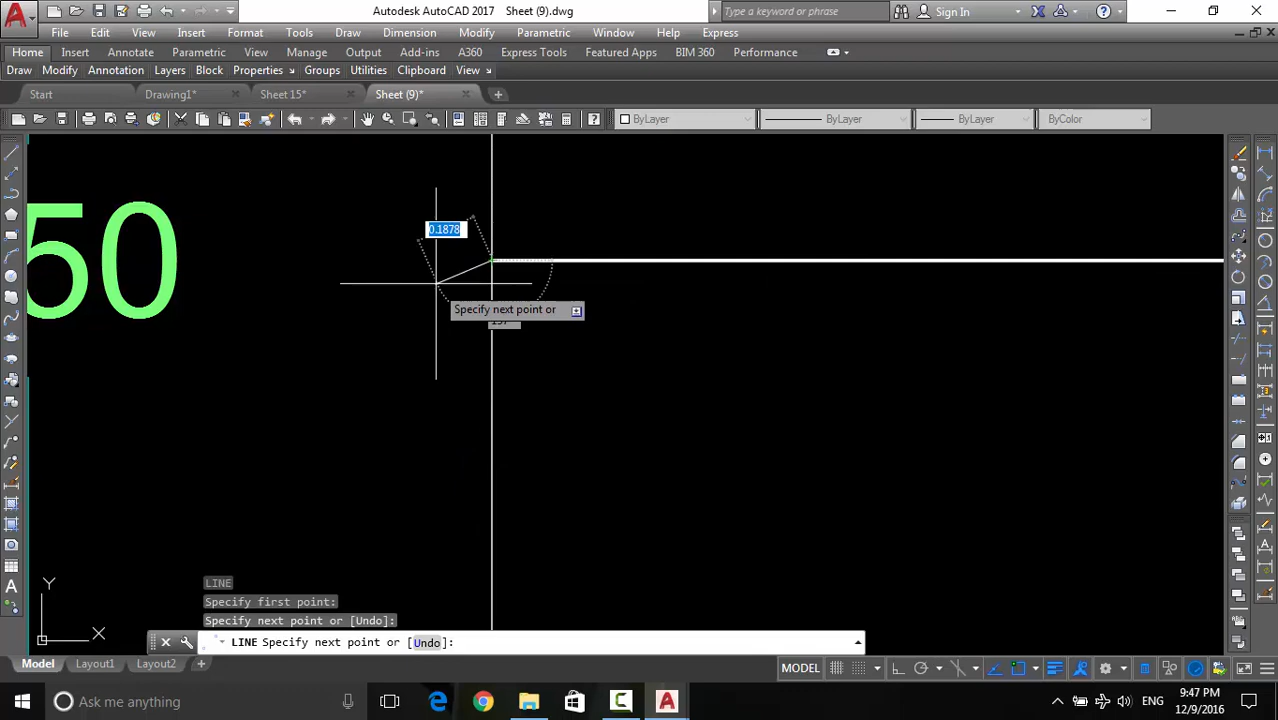 Autodesk AutoCAD 2017 Sheet (9).dwg
Type a keyword or phrase
Sign In
File Edit View Insert Format Tools Draw Dimension Modify Parametric Window Help Express
Home Insert Annotate Parametric View Manage Output Add-ins A360 Express Tools Featured Apps BIM 360 Performance
Draw Modify Annotation Layers Block Properties Groups Utilities Clipboard View
Start Drawing1* Sheet 15* Sheet (9)*
ByLayer ByLayer ByLayer ByColor
50
0.1878
Specify next point or
Y
X
LINE
Specify first point:
Specify next point or [Undo]:
LINE Specify next point or [Undo]:
Model Layout1 Layout2 +
MODEL
Ask me anything
ENG
9:47 PM
12/9/2016